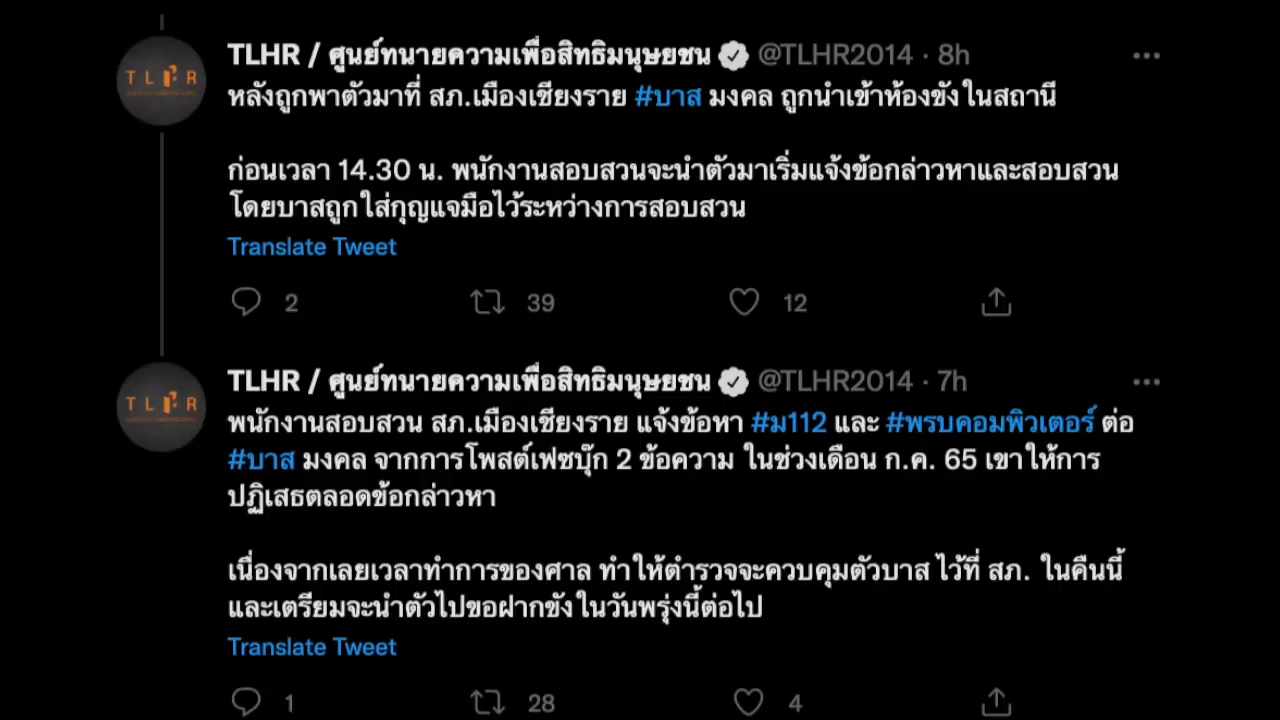 TLHR / ศูนย์ทนายความเพื่อสิทธิมนุษยชน @TLHR2014 · 8h
TLHR
หลังถูกพาตัวมาที่ สภ.เมืองเชียงราย #บาส มงคล ถูกนำเข้าห้องขังในสถานี
ก่อนเวลา 14.30 น. พนักงานสอบสวนจะนำตัวมาเริ่มแจ้งข้อกล่าวหาและสอบสวน
โดยบาสถูกใส่กุญแจมือไว้ระหว่างการสอบสวน
Translate Tweet
2 39 12
TLHR / ศูนย์ทนายความเพื่อสิทธิมนุษยชน @TLHR2014 · 7h
TLHR
พนักงานสอบสวน สภ.เมืองเชียงราย แจ้งข้อหา #ม112 และ #พรบคอมพิวเตอร์ ต่อ
#บาส มงคล จากการโพสต์เฟซบุ๊ก 2 ข้อความ ในช่วงเดือน ก.ค. 65 เขาให้การ
ปฏิเสธตลอดข้อกล่าวหา
เนื่องจากเลยเวลาทำการของศาล ทำให้ตำรวจจะควบคุมตัวบาส ไว้ที่ สภ. ในคืนนี้
และเตรียมจะนำตัวไปขอฝากขังในวันพรุ่งนี้ต่อไป
Translate Tweet
1 28 4